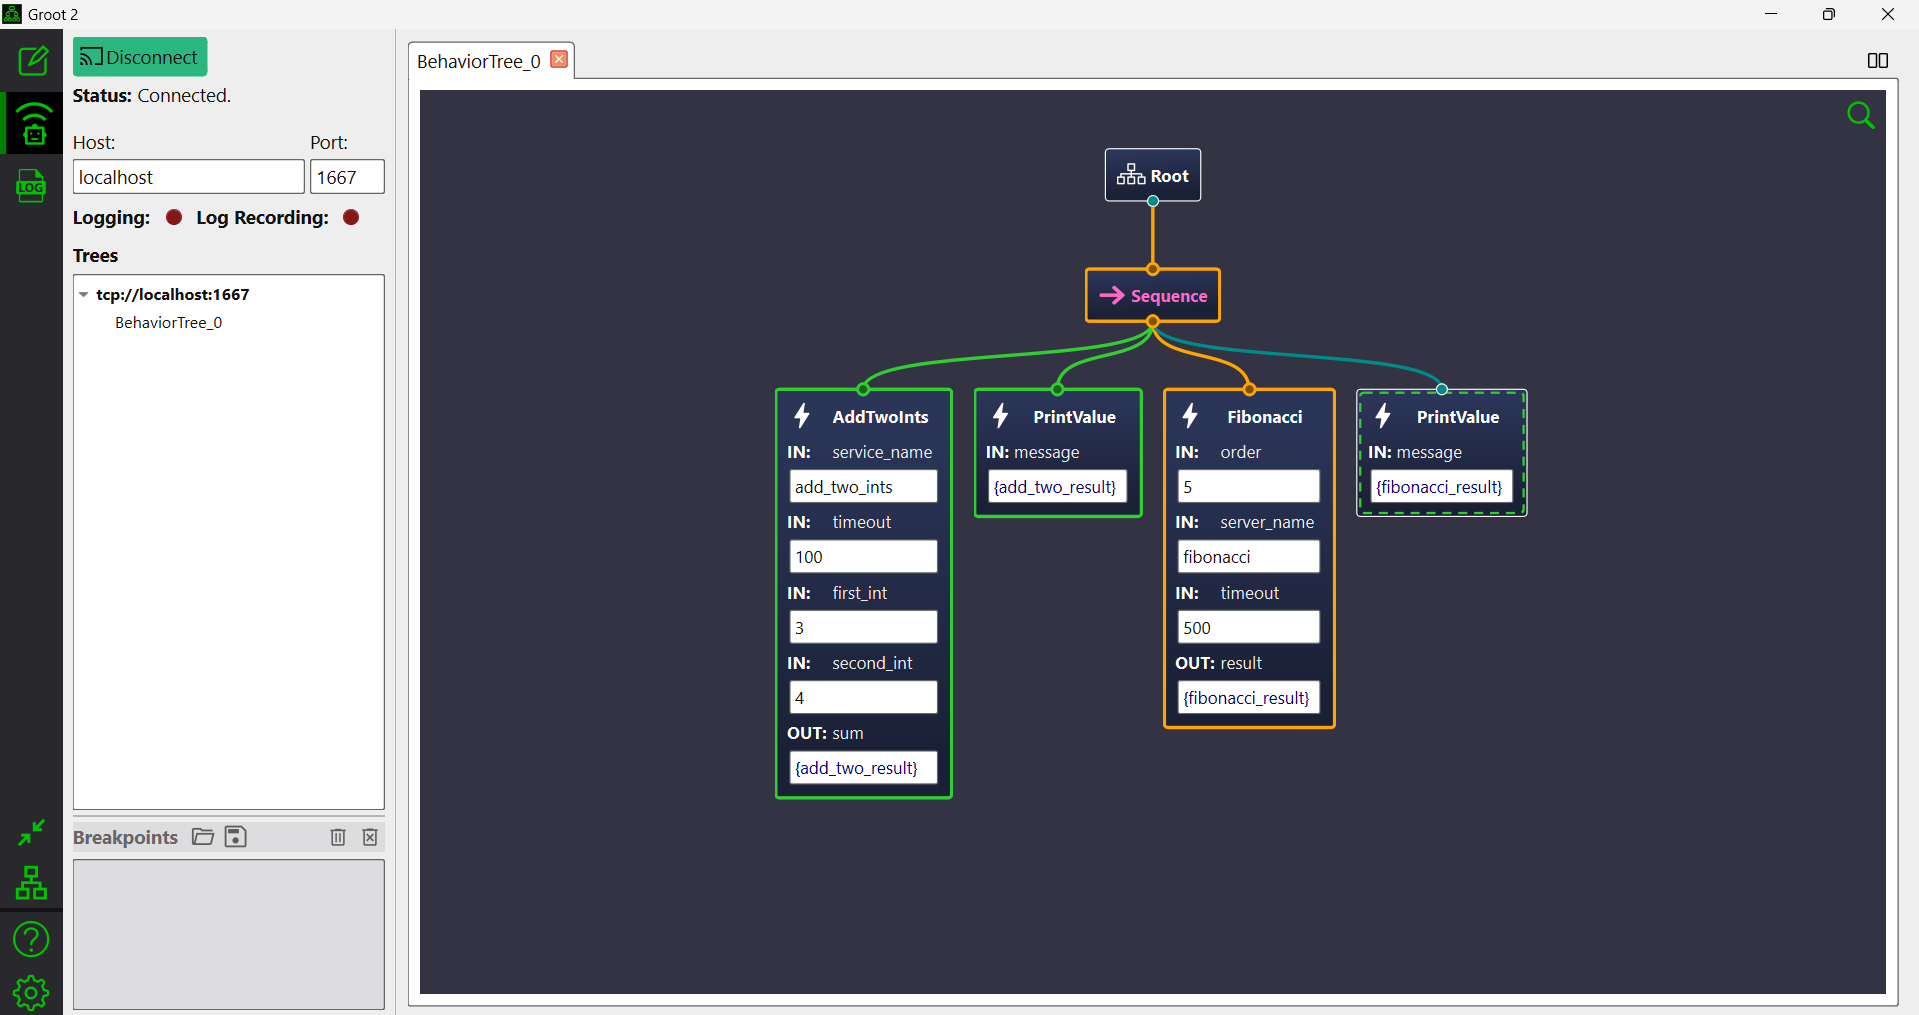 Groot 2
Disconnect
Status: Connected.
Host: Port:
localhost 1667
Logging: Log Recording:
Trees
tcp://localhost:1667
BehaviorTree_0
Breakpoints
LOG
BehaviorTree_0
Root
Sequence
AddTwoInts
IN: service_name
add_two_ints
IN: timeout
100
IN: first_int
3
IN: second_int
4
OUT: sum
{add_two_result}
PrintValue
IN: message
{add_two_result}
Fibonacci
IN: order
5
IN: server_name
fibonacci
IN: timeout
500
OUT: result
{fibonacci_result}
PrintValue
IN: message
{fibonacci_result}